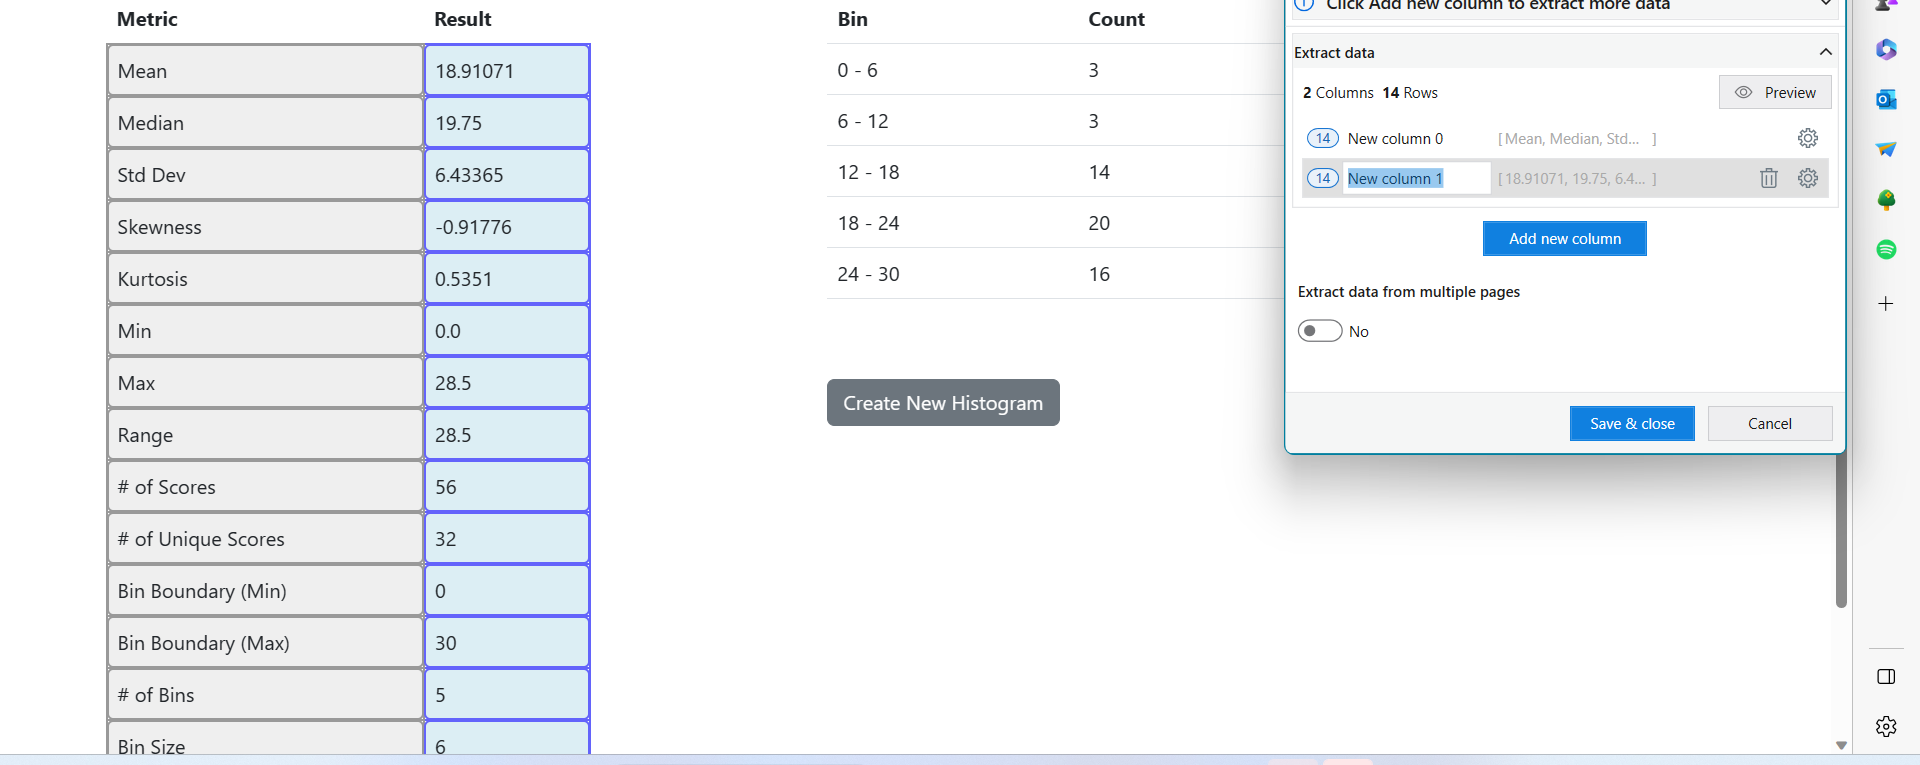 Metric Result
Mean 18.91071
Median 19.75
Std Dev 6.43365
Skewness -0.91776
Kurtosis 0.5351
Min 0.0
Max 28.5
Range 28.5
# of Scores 56
# of Unique Scores 32
Bin Boundary (Min) 0
Bin Boundary (Max) 30
# of Bins 5
Bin Size 6
Bin Count
0 - 6 3
6 - 12 3
12 - 18 14
18 - 24 20
24 - 30 16
Create New Histogram
Click Add new column to extract more data
Extract data
2 Columns 14 Rows Preview
14 New column 0 [ Mean, Median, Std... ]
14 New column 1 [ 18.91071, 19.75, 6.4... ]
Add new column
Extract data from multiple pages
No
Save & close Cancel